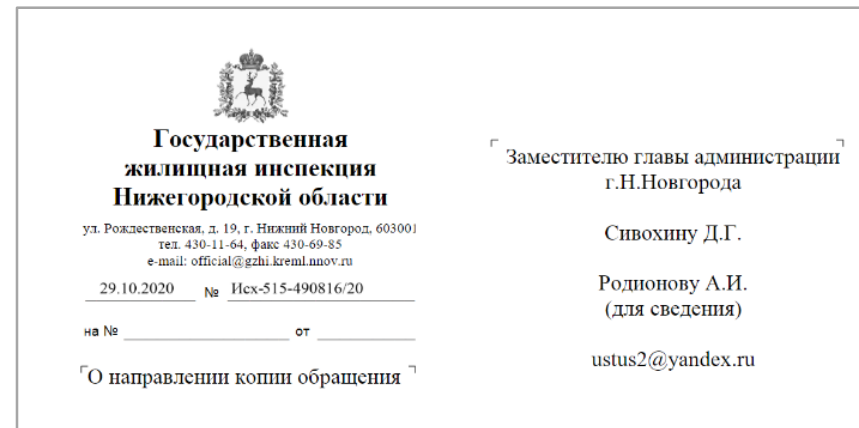 Государственная
жилищная инспекция
Нижегородской области
ул. Рождественская, д. 19, г. Нижний Новгород, 603001
тел. 430-11-64, факс 430-69-85
e-mail: official@gzhi.kreml.nnov.ru
29.10.2020 № Исх-515-490816/20
на № от
О направлении копии обращения
Заместителю главы администрации
г.Н.Новгорода
Сивохину Д.Г.
Родионову А.И.
(для сведения)
ustus2@yandex.ru